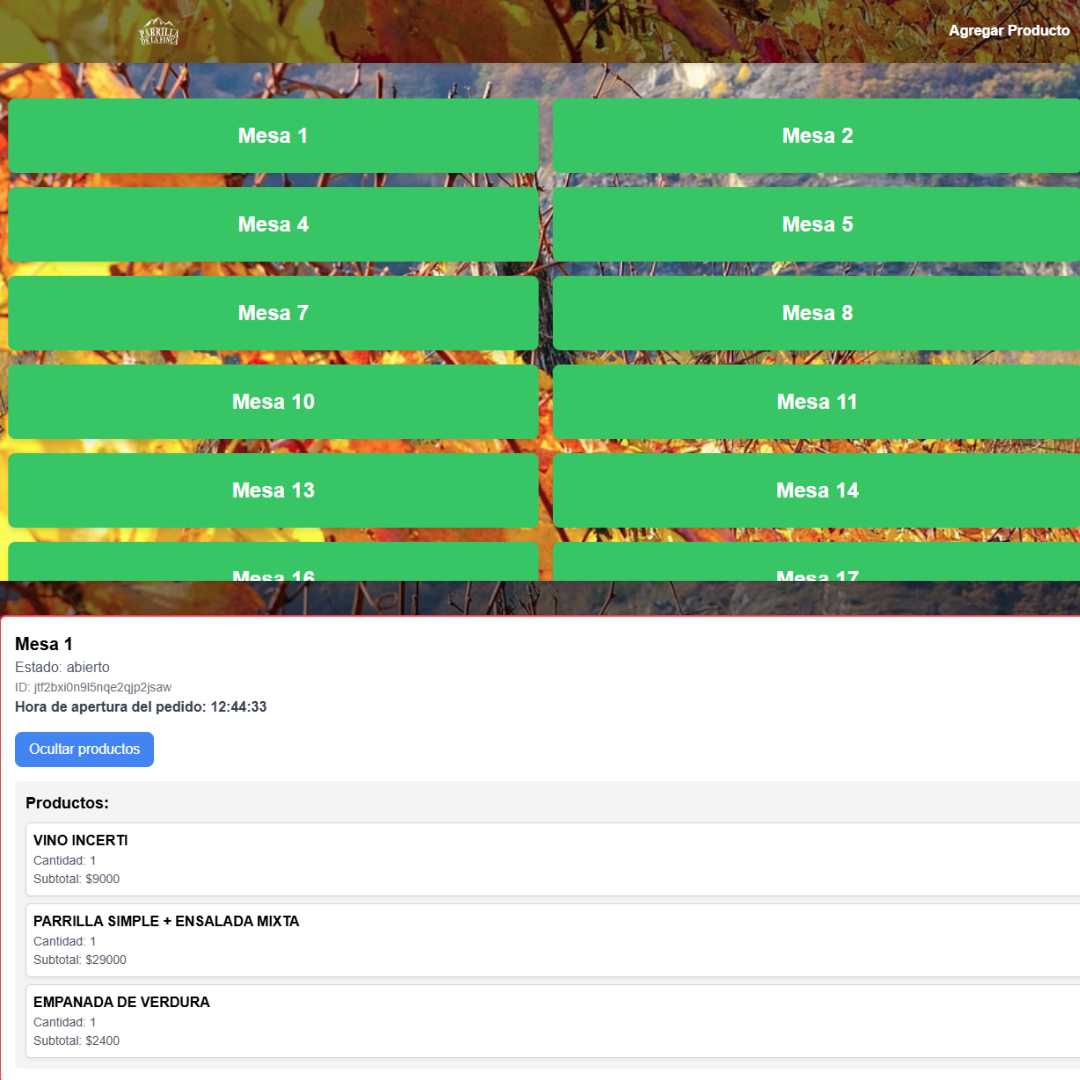 PARRILLA
DE LA FINCA
Agregar Producto
Mesa 1
Mesa 2
Mesa 4
Mesa 5
Mesa 7
Mesa 8
Mesa 10
Mesa 11
Mesa 13
Mesa 14
Mesa 16
Mesa 17
Mesa 1
Estado: abierto
ID: jtf2bxi0n9l5nqe2qjp2jsaw
Hora de apertura del pedido: 12:44:33
Ocultar productos
Productos:
VINO INCERTI
Cantidad: 1
Subtotal: $9000
PARRILLA SIMPLE + ENSALADA MIXTA
Cantidad: 1
Subtotal: $29000
EMPANADA DE VERDURA
Cantidad: 1
Subtotal: $2400